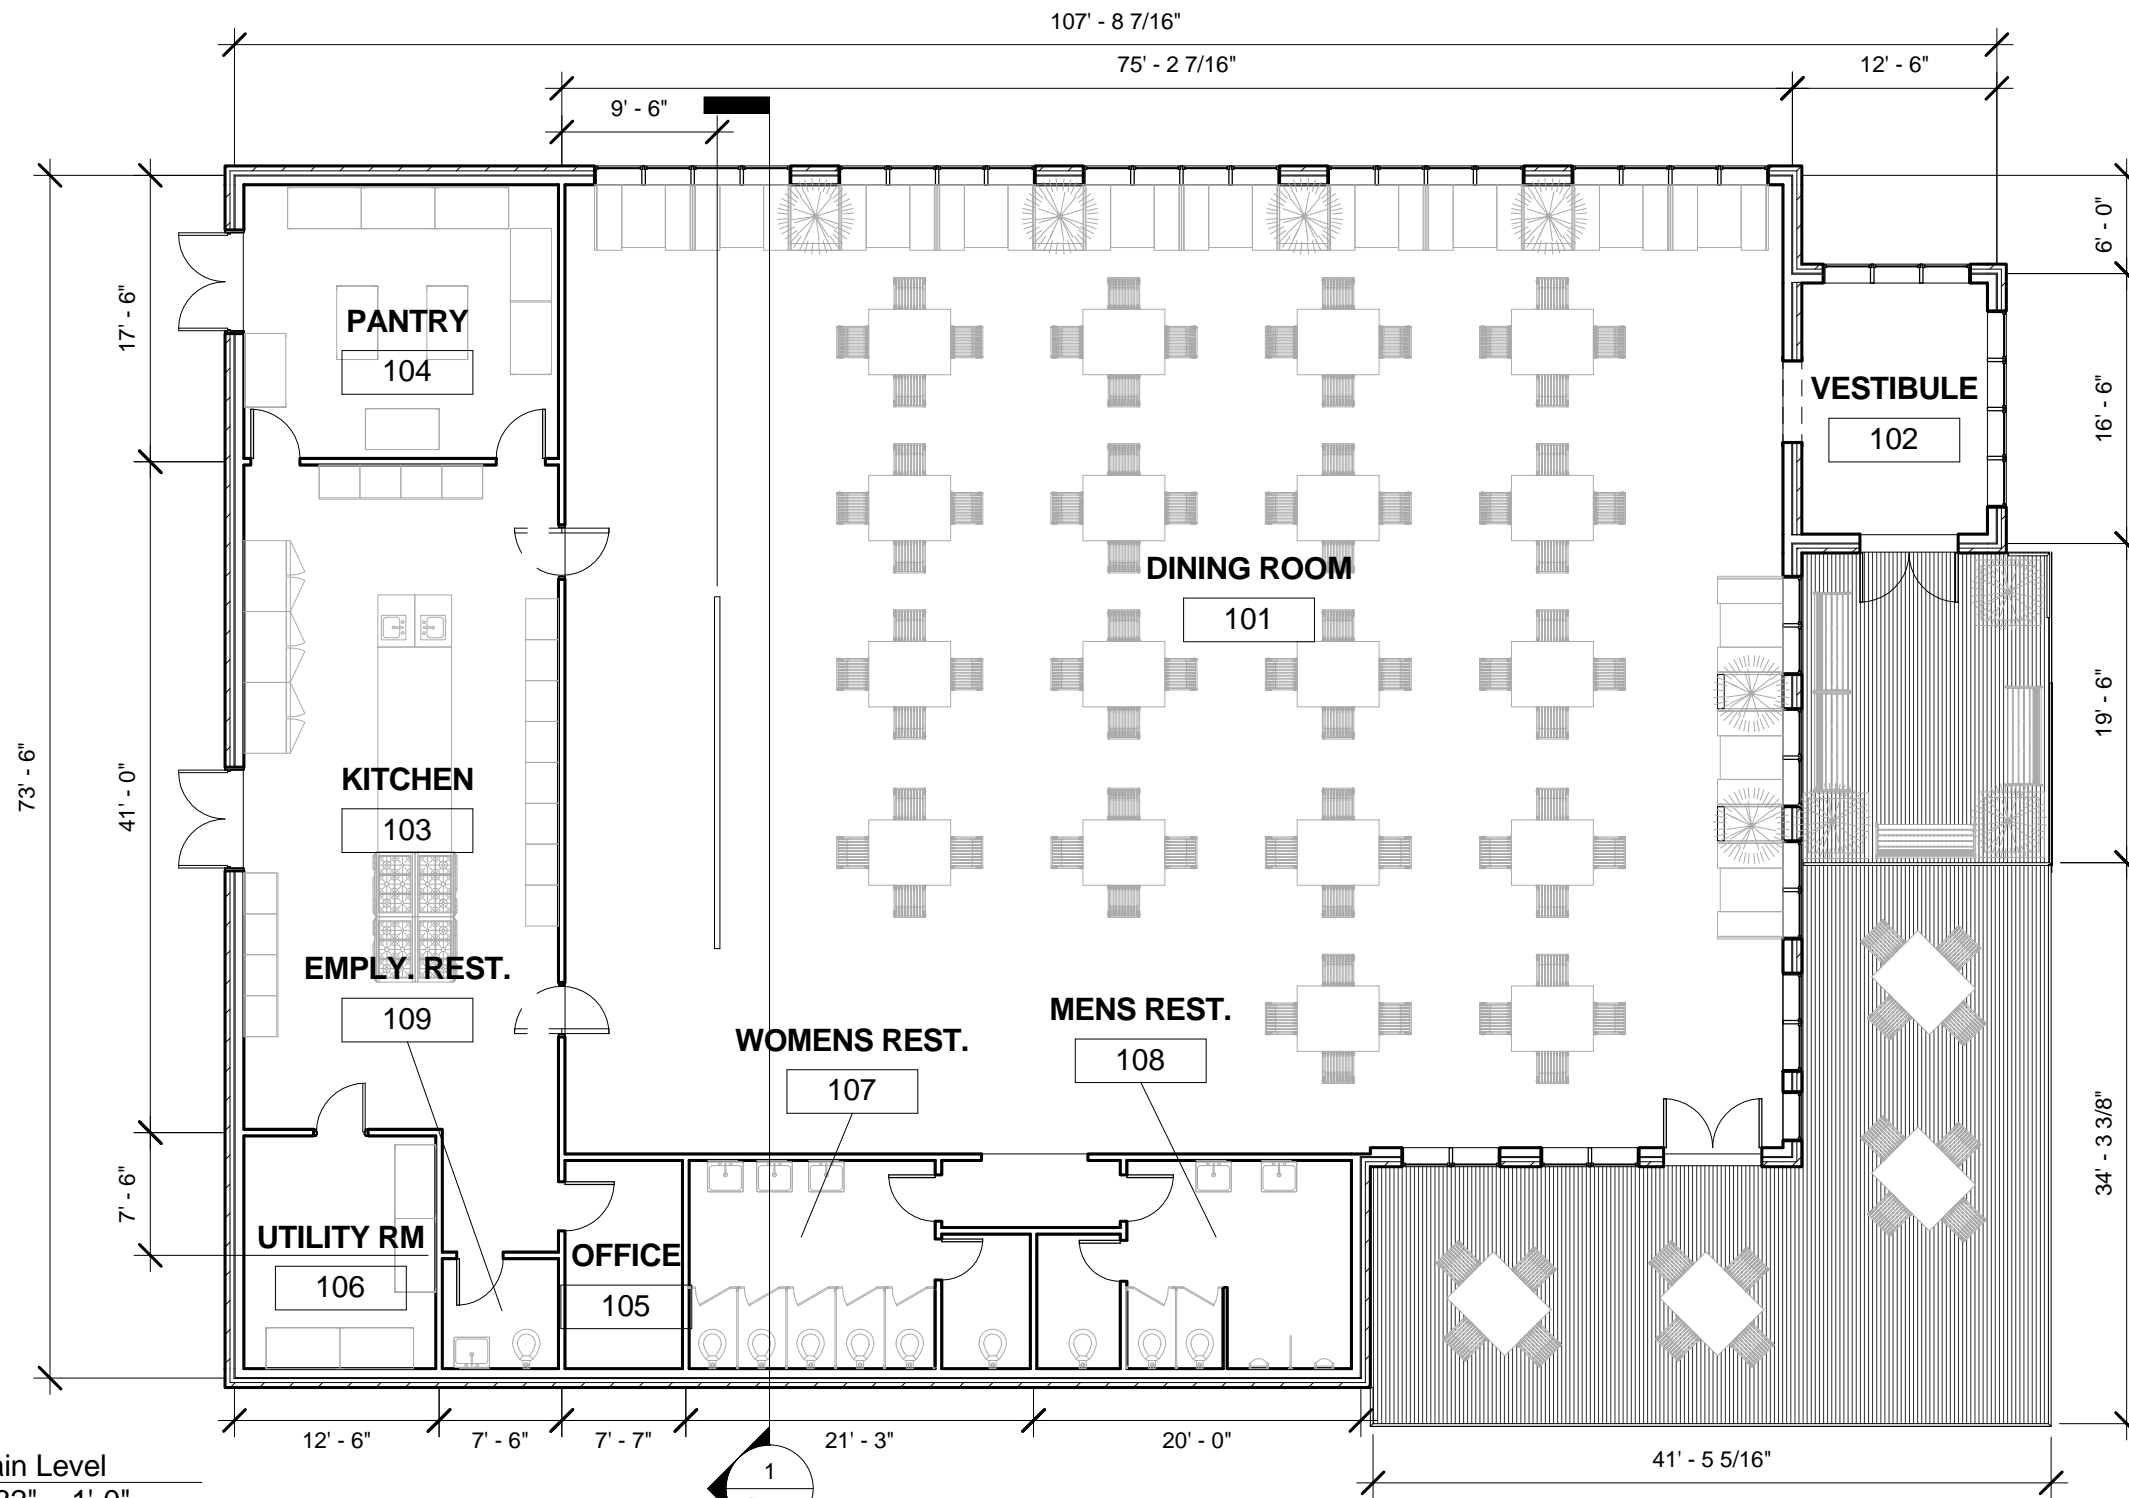 107' - 8 7/16"
75' - 2 7/16"
12' - 6"
9' - 6"
6' - 0"
17' - 6"
PANTRY
104
VESTIBULE
102
16' - 6"
DINING ROOM
101
19' - 6"
73' - 6"
41' - 0"
KITCHEN
103
EMPLY. REST.
109
WOMENS REST.
107
MENS REST.
108
34' - 3 3/8"
7' - 6"
UTILITY RM
106
OFFICE
105
12' - 6"
7' - 6"
7' - 7"
21' - 3"
20' - 0"
41' - 5 5/16"
1
Level
1'-0"